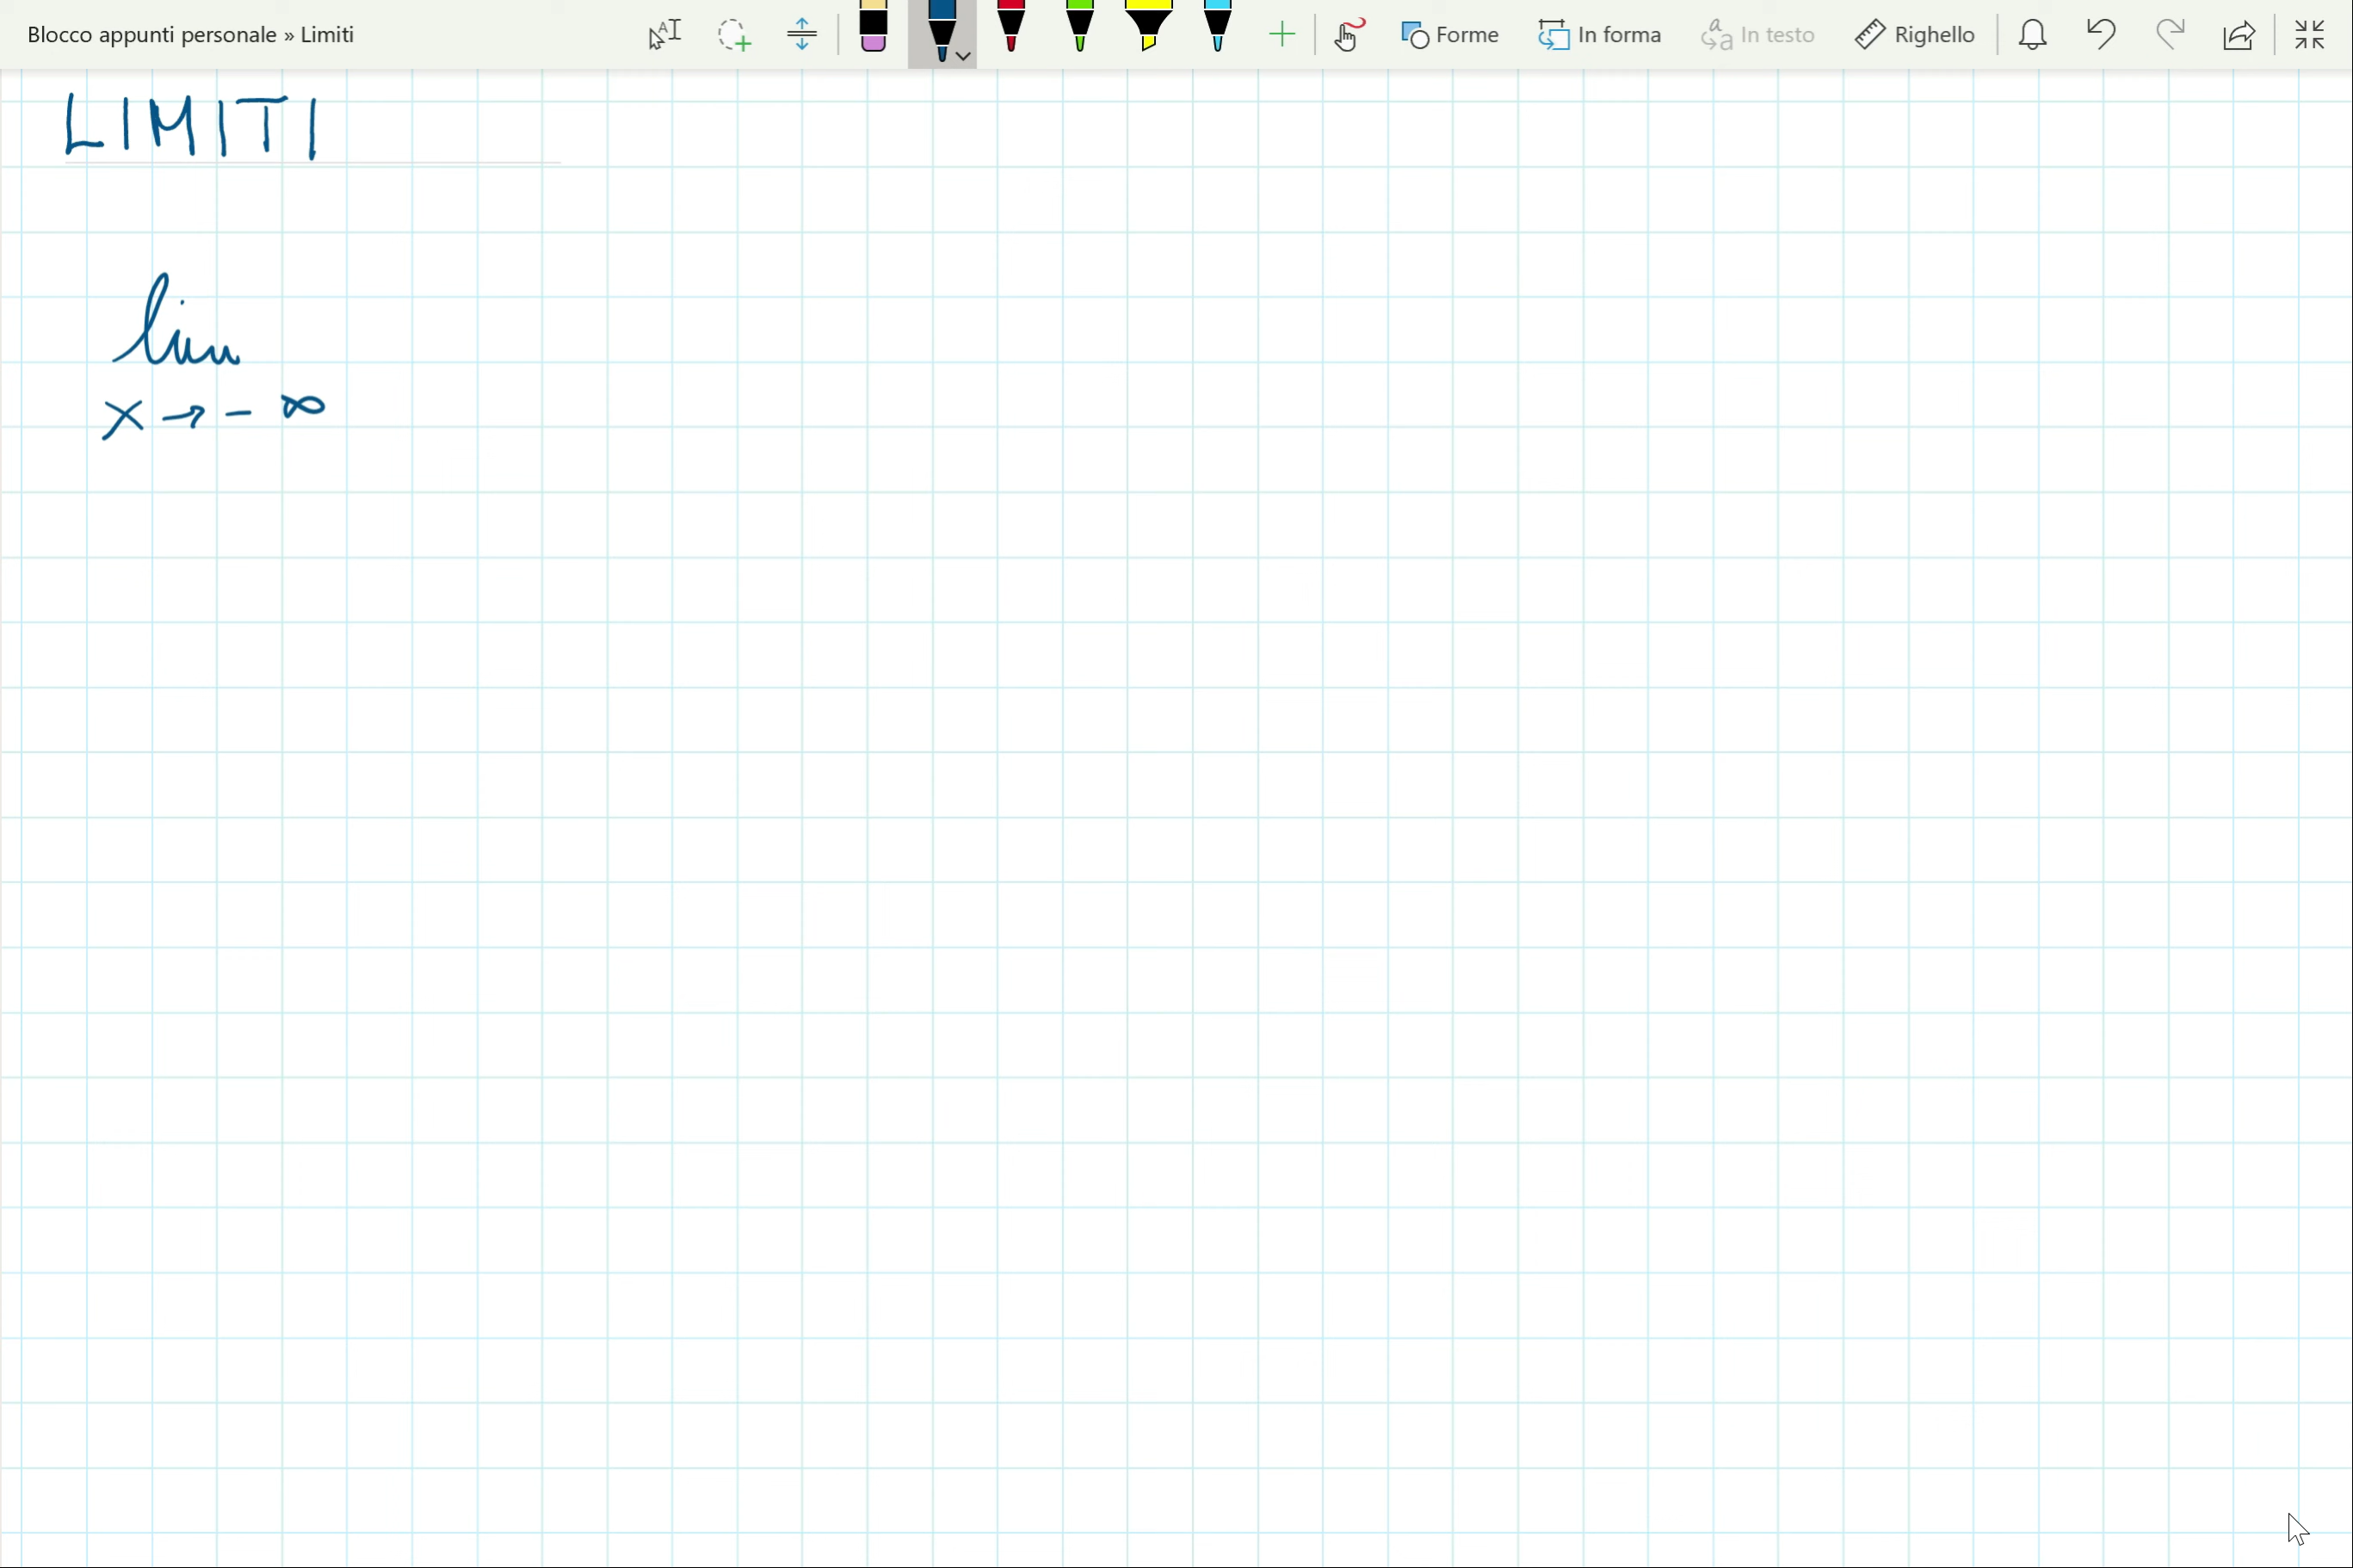 Blocco appunti personale » Limiti
Forme In forma In testo Righello
LIMITI
lim
x → - ∞